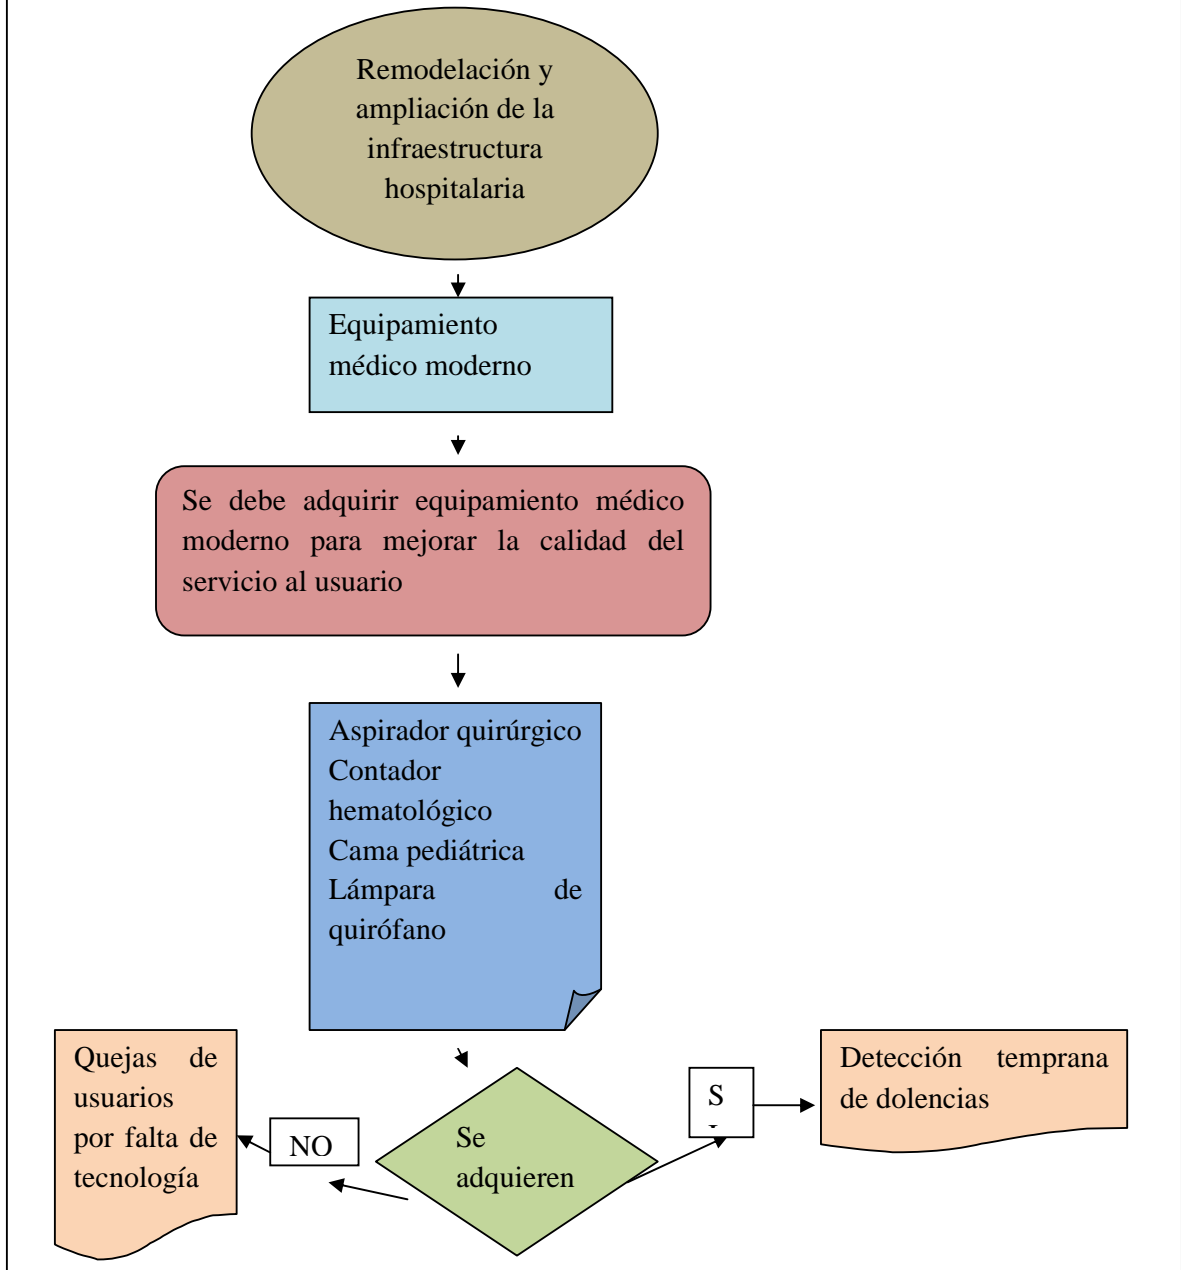 Remodelación y
ampliación de la
infraestructura
hospitalaria
Equipamiento
médico moderno
Se debe adquirir equipamiento médico
moderno para mejorar la calidad del
servicio al usuario
Aspirador quirúrgico
Contador
hematológico
Cama pediátrica
Lámpara de
quirófano
Quejas de
usuarios
por falta de
tecnología
NO
Se
adquieren
S
Detección temprana
de dolencias